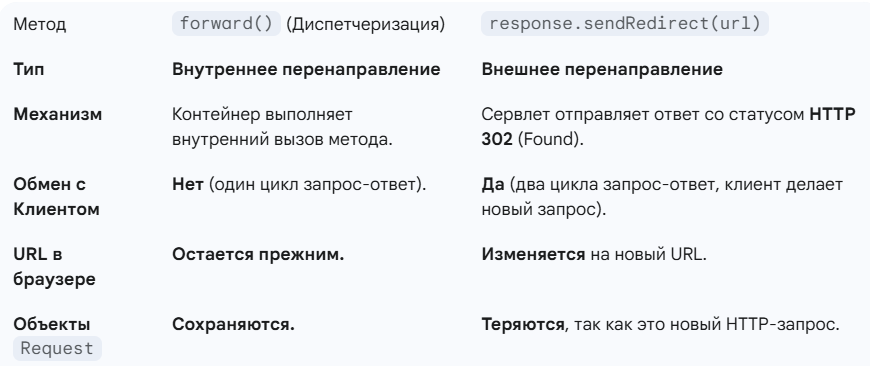 Метод forward() (Диспетчеризация) response.sendRedirect(url)
Тип Внутреннее перенаправление Внешнее перенаправление
Механизм Контейнер выполняет Сервлет отправляет ответ со статусом HTTP
внутренний вызов метода. 302 (Found).
Обмен с Нет (один цикл запрос-ответ). Да (два цикла запрос-ответ, клиент делает
Клиентом новый запрос).
URL в Остается прежним. Изменяется на новый URL.
браузере
Объекты Сохраняются. Теряются, так как это новый HTTP-запрос.
Request